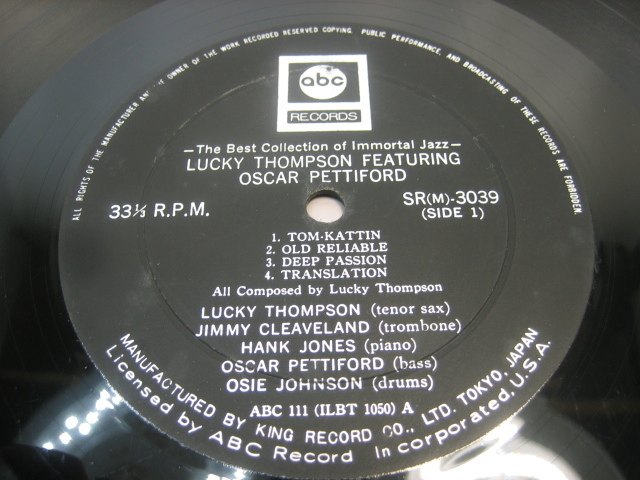 ALL RIGHTS OF THE MANUFACTURER AND OF THE OWNER OF THE WORK RECORDED RESERVED COPYING, PUBLIC PERFORMANCE, AND BROADCASTING OF THESE RECORDS ARE FORBIDDEN.
abc
RECORDS
—The Best Collection of Immortal Jazz—
LUCKY THOMPSON FEATURING
OSCAR PETTIFORD
33⅓ R.P.M.
SR(M)-3039
(SIDE 1)
1. TOM-KATTIN
2. OLD RELIABLE
3. DEEP PASSION
4. TRANSLATION
All Composed by Lucky Thompson
LUCKY THOMPSON (tenor sax)
JIMMY CLEAVELAND (trombone)
HANK JONES (piano)
OSCAR PETTIFORD (bass)
OSIE JOHNSON (drums)
ABC 111 (ILBT 1050) A
MANUFACTURED BY KING RECORD CO., LTD. TOKYO, JAPAN
Licensed by ABC Record Incorporated, U.S.A.